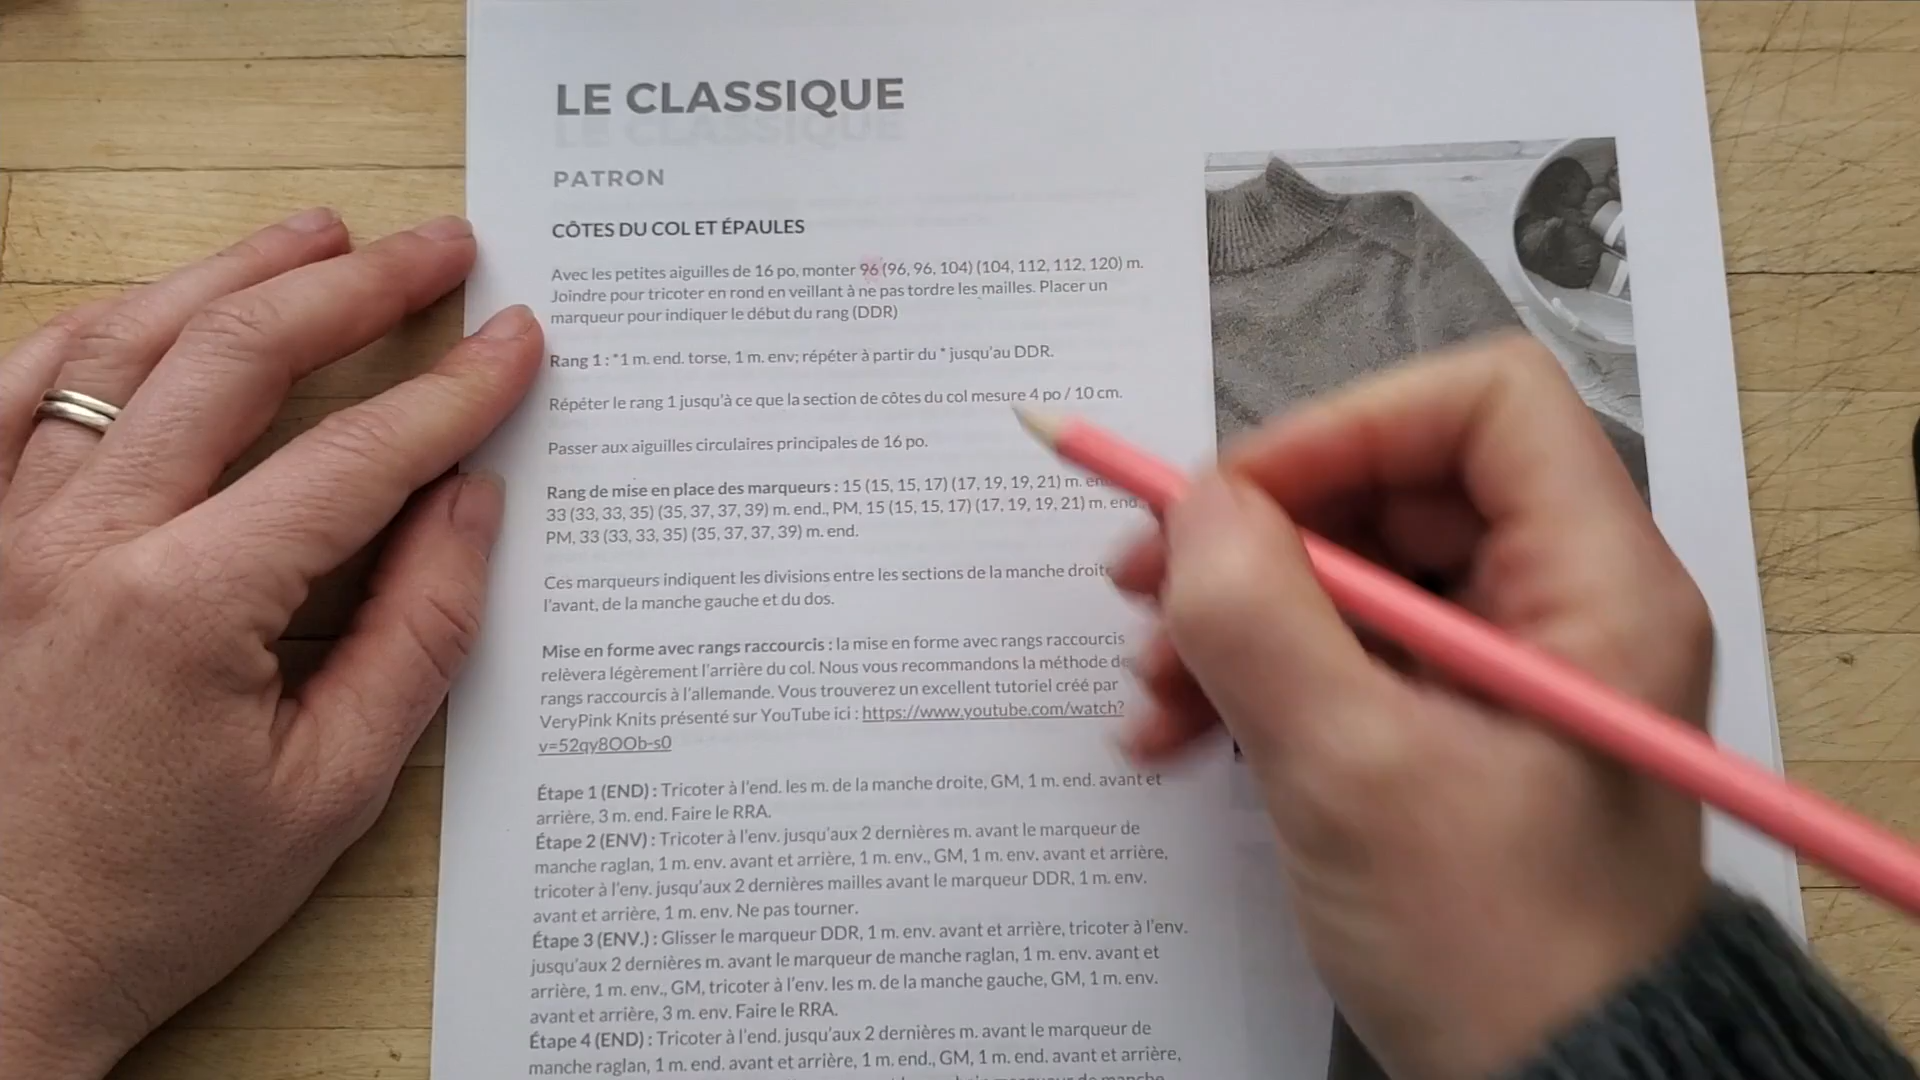 LE CLASSIQUE
PATRON
CÔTES DU COL ET ÉPAULES
Avec les petites aiguilles de 16 po, monter 96 (96, 96, 104) (104, 112, 112, 120) m.
Joindre pour tricoter en rond en veillant à ne pas tordre les mailles. Placer un
marqueur pour indiquer le début du rang (DDR)
Rang 1 : *1 m. end. torse, 1 m. env; répéter à partir du * jusqu'au DDR.
Répéter le rang 1 jusqu'à ce que la section de côtes du col mesure 4 po / 10 cm.
Passer aux aiguilles circulaires principales de 16 po.
Rang de mise en place des marqueurs : 15 (15, 15, 17) (17, 19, 19, 21) m.
33 (33, 33, 35) (35, 37, 37, 39) m. end., PM, 15 (15, 15, 17) (17, 19, 19, 21) m. end.
PM, 33 (33, 33, 35) (35, 37, 37, 39) m. end.
Ces marqueurs indiquent les divisions entre les sections de la manche droite
l'avant, de la manche gauche et du dos.
Mise en forme avec rangs raccourcis : la mise en forme avec rangs raccourcis
relèvera légèrement l'arrière du col. Nous vous recommandons la méthode de
rangs raccourcis à l'allemande. Vous trouverez un excellent tutoriel créé par
VeryPink Knits présenté sur YouTube ici : https://www.youtube.com/watch?
v=52qy8OOb-s0
Étape 1 (END) : Tricoter à l'end. les m. de la manche droite, GM, 1 m. end. avant et
arrière, 3 m. end. Faire le RRA.
Étape 2 (ENV) : Tricoter à l'env. jusqu'aux 2 dernières m. avant le marqueur de
manche raglan, 1 m. env. avant et arrière, 1 m. env., GM, 1 m. env. avant et arrière,
tricoter à l'env. jusqu'aux 2 dernières mailles avant le marqueur DDR, 1 m. env.
avant et arrière, 1 m. env. Ne pas tourner.
Étape 3 (ENV.) : Glisser le marqueur DDR, 1 m. env. avant et arrière, tricoter à l'env.
jusqu'aux 2 dernières m. avant le marqueur de manche raglan, 1 m. env. avant et
arrière, 1 m. env., GM, tricoter à l'env. les m. de la manche gauche, GM, 1 m. env.
avant et arrière, 3 m. env. Faire le RRA.
Étape 4 (END) : Tricoter à l'end. jusqu'aux 2 dernières m. avant le marqueur de
manche raglan, 1 m. end. avant et arrière, 1 m. end., GM, 1 m. end. avant et arrière,